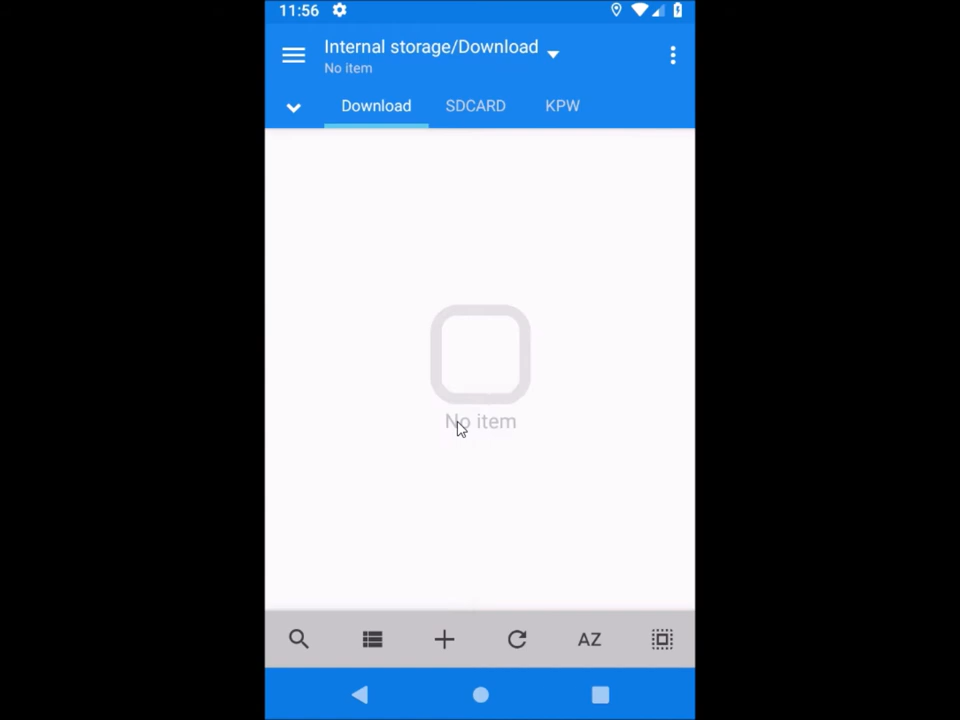 11:56
Internal storage/Download
No item
Download SDCARD KPW
No item
AZ